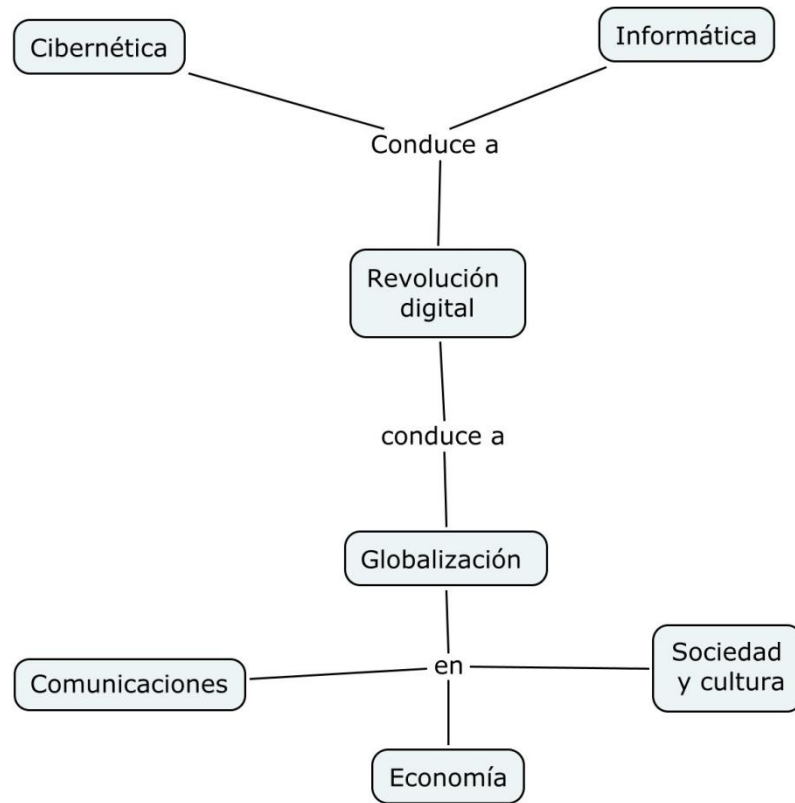 Cibernética
Informática
Conduce a
Revolución
digital
conduce a
Globalización
Comunicaciones
en
Sociedad
y cultura
Economía